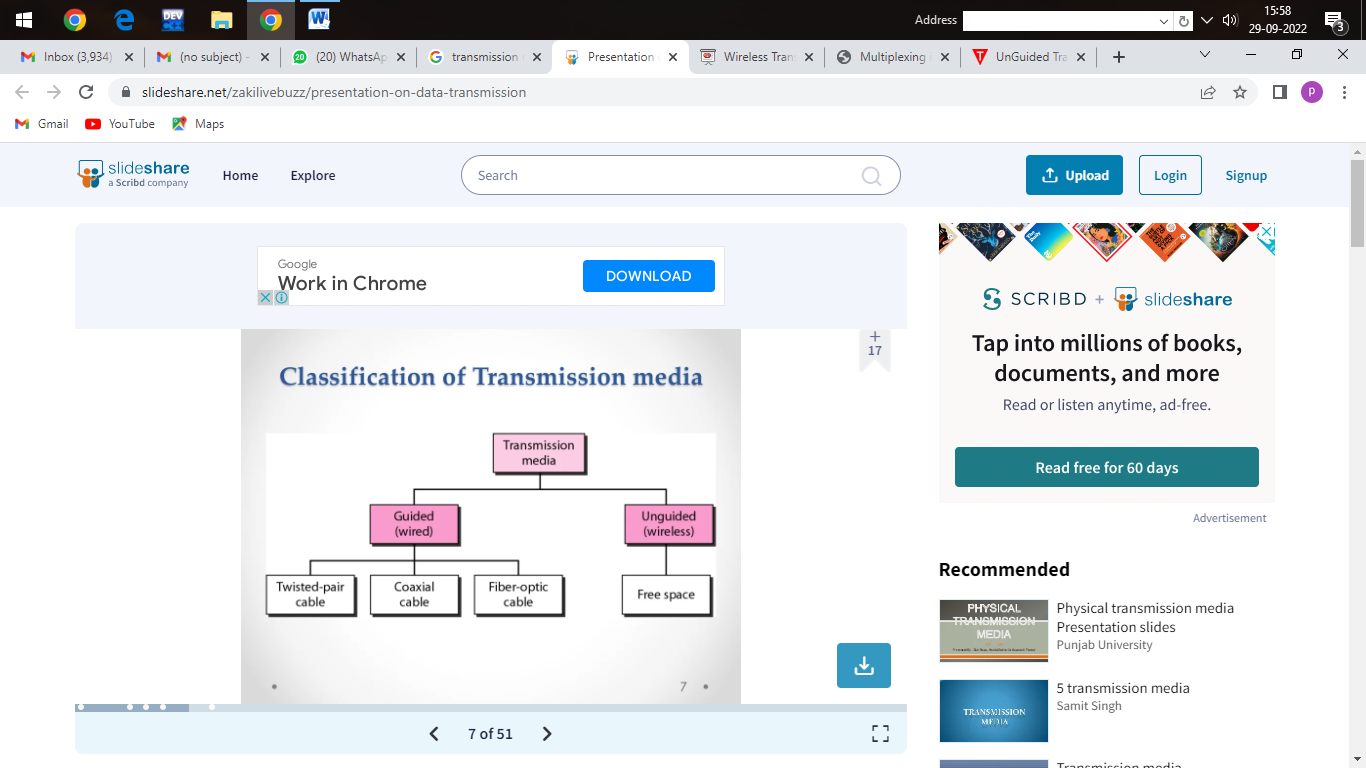 Address
15:58
29-09-2022
3
DEV
Inbox (3,934)
(no subject) -
(20) WhatsAp
transmission
Presentation
Wireless Tran
Multiplexing
UnGuided Tra
slideshare.net/zakilivebuzz/presentation-on-data-transmission
p
Gmail
YouTube
Maps
slideshare
a Scribd company
Home
Explore
Search
Upload
Login
Signup
Google
Work in Chrome
DOWNLOAD
17
Classification of Transmission media
Transmission
media
Guided
(wired)
Unguided
(wireless)
Twisted-pair
cable
Coaxial
cable
Fiber-optic
cable
Free space
7
7 of 51
SCRIBD + slideshare
Tap into millions of books,
documents, and more
Read or listen anytime, ad-free.
Read free for 60 days
Advertisement
Recommended
PHYSICAL
TRANSMISSION
MEDIA
Physical transmission media
Presentation slides
Punjab University
TRANSMISSION
MEDIA
5 transmission media
Samit Singh
Transmission media